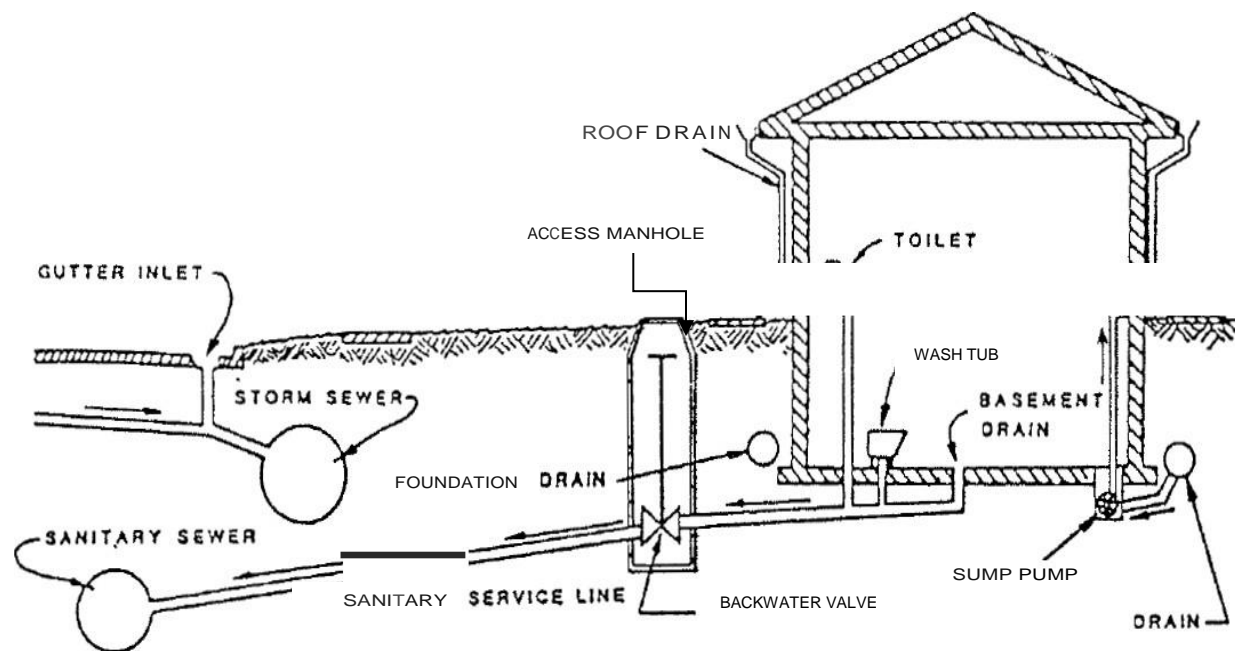 ROOF DRAIN
ACCESS MANHOLE
TOILET
GUTTER INLET
WASH TUB
STORM SEWER
BASEMENT
DRAIN
FOUNDATION DRAIN
SANITARY SEWER
SUMP PUMP
SANITARY SERVICE LINE
BACKWATER VALVE
DRAIN